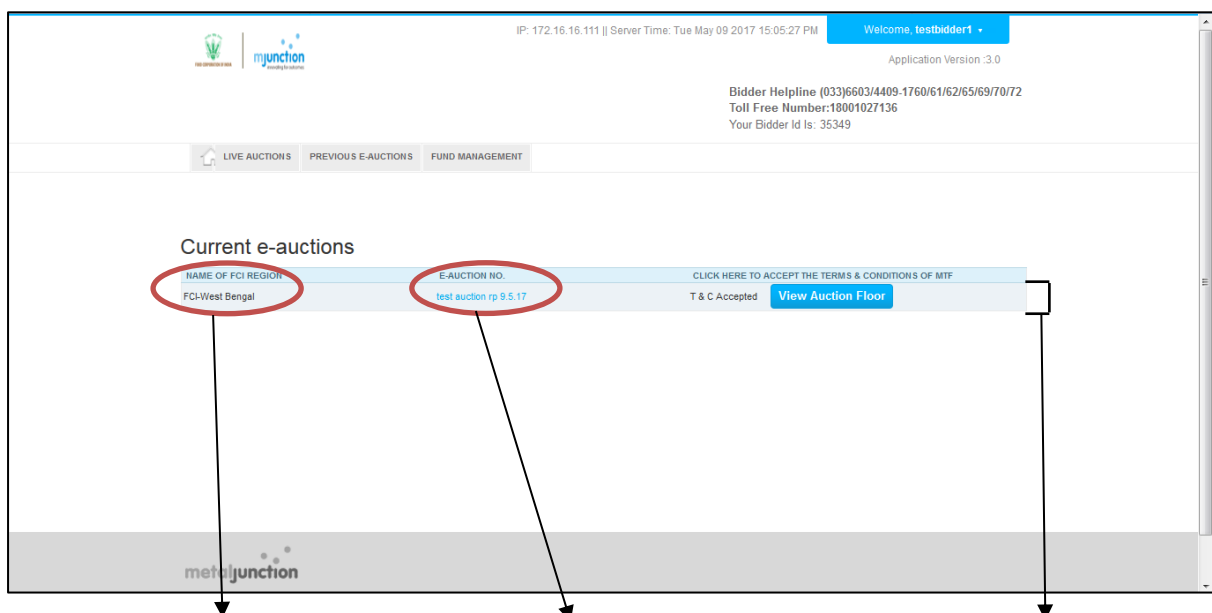 IP: 172.16.16.111 || Server Time: Tue May 09 2017 15:05:27 PM
Welcome, testbidder1
mjunction
Application Version :3.0
Bidder Helpline (033)6603/4409-1760/61/62/65/69/70/72
Toll Free Number:18001027136
Your Bidder Id Is: 35349
LIVE AUCTIONS PREVIOUS E-AUCTIONS FUND MANAGEMENT
Current e-auctions
NAME OF FCI REGION E-AUCTION NO. CLICK HERE TO ACCEPT THE TERMS & CONDITIONS OF MTF
FCI-West Bengal test auction rp 9.5.17 T & C Accepted View Auction Floor
metaljunction